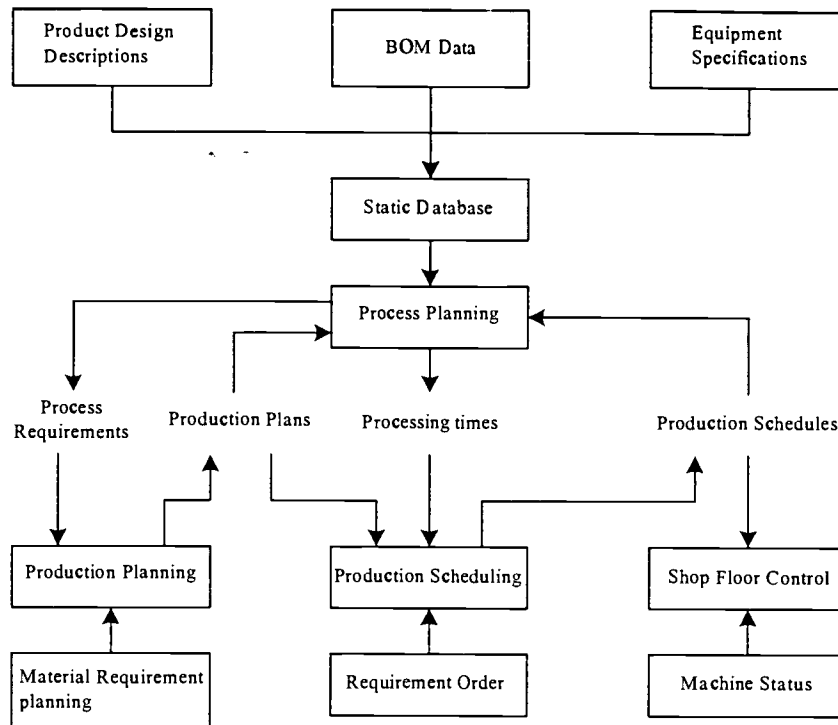 Product Design
Descriptions
BOM Data
Equipment
Specifications
Static Database
Process Planning
Process
Requirements
Production Plans
Processing times
Production Schedules
Production Planning
Production Scheduling
Shop Floor Control
Material Requirement
planning
Requirement Order
Machine Status